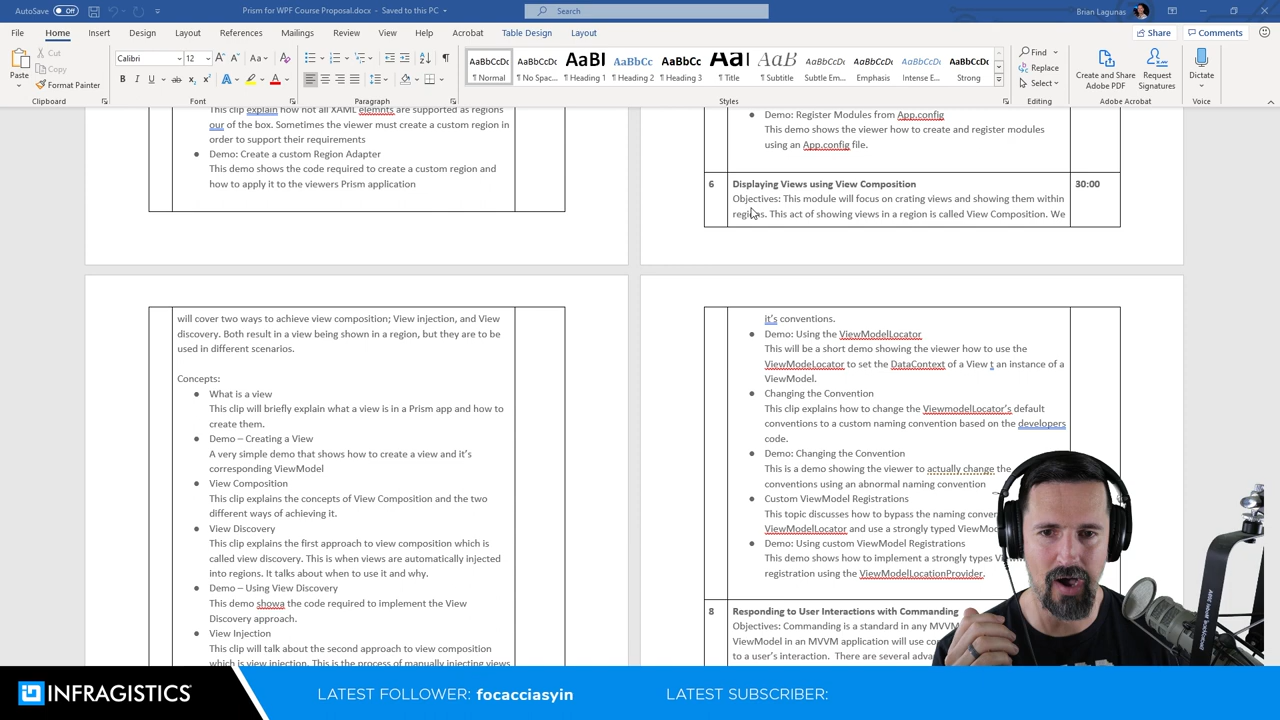 AutoSave Off
Prism for WPF Course Proposal.docx - Saved to this PC
Search
Brian Lagunas
File Home Insert Design Layout References Mailings Review View Help Acrobat Table Design Layout
Share Comments
Paste
Cut
Copy
Format Painter
Clipboard
Calibri 12
Font
Paragraph
AaBbCcDc AaBbCcDc AaBl AaBbCc AaBbCcDc AaBl AaBbCcD AaBbCcDc AaBbCcDc AaBbCcDc
¶ Normal ¶ No Spac... ¶ Heading 1 ¶ Heading 2 ¶ Heading 3 ¶ Title ¶ Subtitle Subtle Em... Emphasis Intense E... Strong
Styles
Find
Replace
Select
Editing
Create and Share
Adobe PDF
Request
Signatures
Adobe Acrobat
Dictate
Voice
This clip explain how not all XAML elemnts are supported as regions
our of the box. Sometimes the viewer must create a custom region in
order to support their requirements
● Demo: Create a custom Region Adapter
This demo shows the code required to create a custom region and
how to apply it to the viewers Prism application
● Demo: Register Modules from App.config
This demo shows the viewer how to create and register modules
using an App.config file.
6 Displaying Views using View Composition 30:00
Objectives: This module will focus on crating views and showing them within
regions. This act of showing views in a region is called View Composition. We
will cover two ways to achieve view composition; View injection, and View
discovery. Both result in a view being shown in a region, but they are to be
used in different scenarios.
Concepts:
● What is a view
This clip will briefly explain what a view is in a Prism app and how to
create them.
● Demo – Creating a View
A very simple demo that shows how to create a view and it's
corresponding ViewModel
● View Composition
This clip explains the concepts of View Composition and the two
different ways of achieving it.
● View Discovery
This clip explains the first approach to view composition which is
called view discovery. This is when views are automatically injected
into regions. It talks about when to use it and why.
● Demo – Using View Discovery
This demo showa the code required to implement the View
Discovery approach.
● View Injection
This clip will talk about the second approach to view composition
which is view injection. This is the process of manually injecting views
it's conventions.
● Demo: Using the ViewModelLocator
This will be a short demo showing the viewer how to use the
ViewModeLocator to set the DataContext of a View t an instance of a
ViewModel.
● Changing the Convention
This clip explains how to change the ViewmodelLocator's default
conventions to a custom naming convention based on the developers
code.
● Demo: Changing the Convention
This is a demo showing the viewer to actually change the
conventions using an abnormal naming convention
● Custom ViewModel Registrations
This topic discusses how to bypass the naming
ViewModelLocator and use a strongly typed
● Demo: Using custom ViewModel Registrations
This demo shows how to implement a strongly types
registration using the ViewModelLocationProvider.
8 Responding to User Interactions with Commanding
Objectives: Commanding is a standard in any MVVM
ViewModel in an MVVM application will use
to a user's interaction. There are several
INFRAGISTICS
LATEST FOLLOWER: focacciasyin
LATEST SUBSCRIBER: